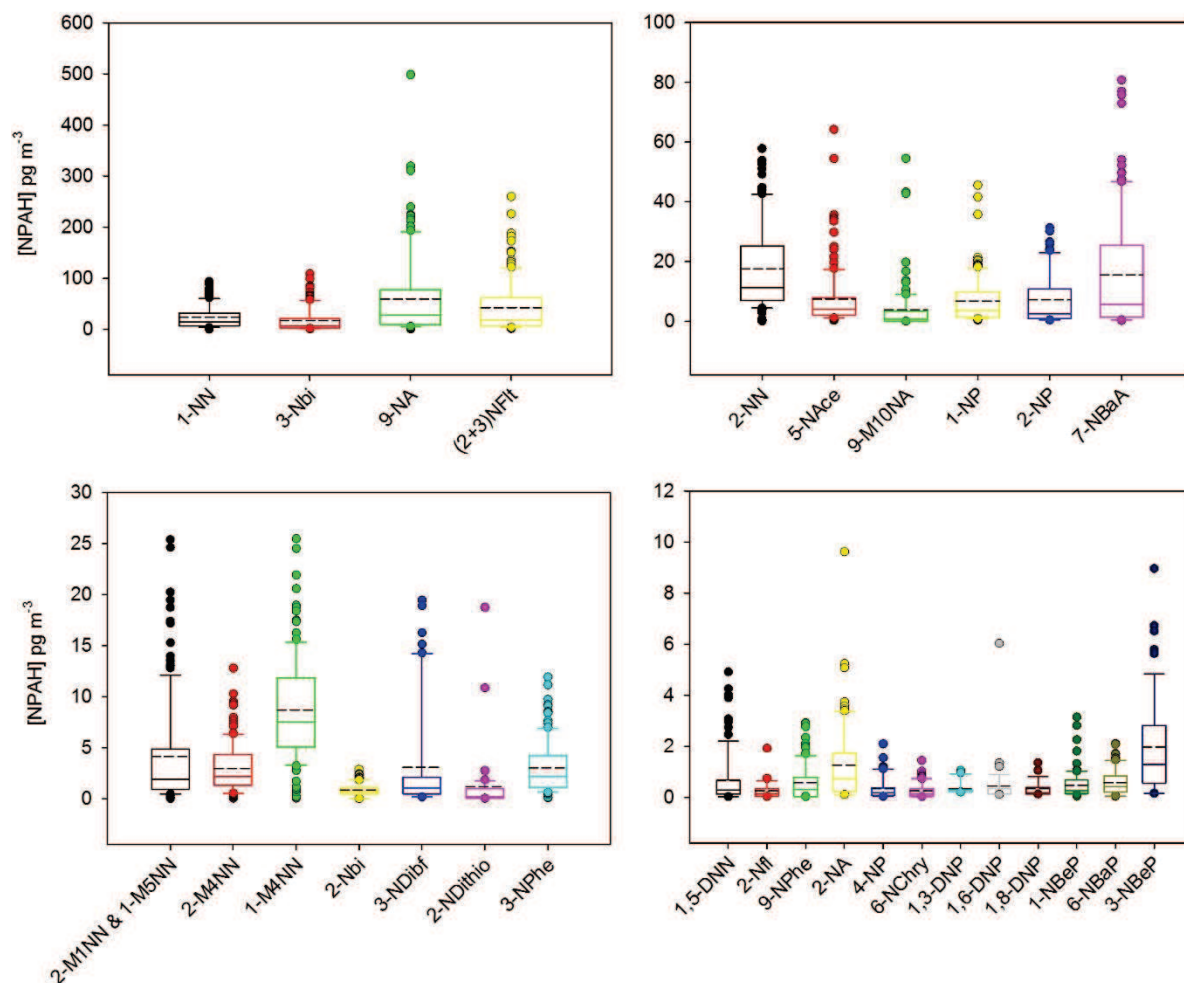 600
500
400
300
200
100
0
[NPAH] pg m⁻³
1-NN
3-Nbi
9-NA
(2+3)NFlt
100
80
60
40
20
0
2-NN
5-NAce
9-M10NA
1-NP
2-NP
7-NBaA
30
25
20
15
10
5
0
[NPAH] pg m⁻³
2-M1NN & 1-M5NN
2-M4NN
1-M4NN
2-Nbi
3-NDibf
2-NDithio
3-NPhe
12
10
8
6
4
2
0
1,5-DNN
2-Nfl
9-NPhe
2-NA
4-NP
6-NChry
1,3-DNP
1,6-DNP
1,8-DNP
1-NBeP
6-NBaP
3-NBeP